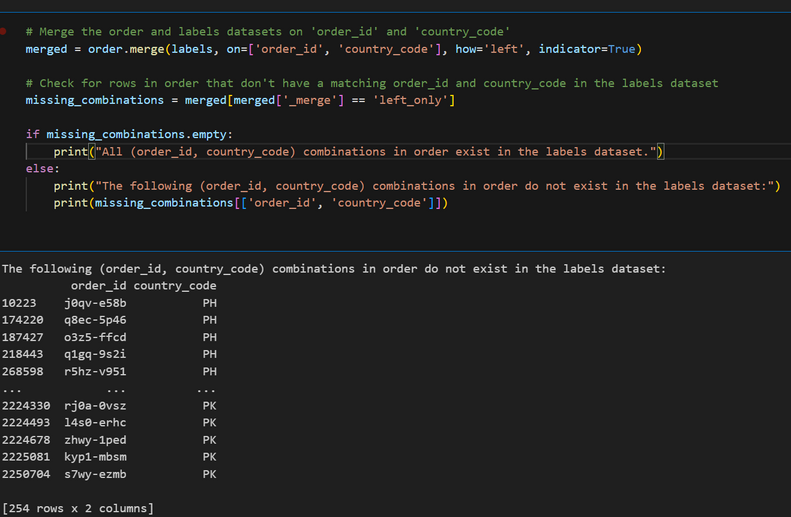 # Merge the order and labels datasets on 'order_id' and 'country_code'
merged = order.merge(labels, on=['order_id', 'country_code'], how='left', indicator=True)
# Check for rows in order that don't have a matching order_id and country_code in the labels dataset
missing_combinations = merged[merged['_merge'] == 'left_only']
if missing_combinations.empty:
    print("All (order_id, country_code) combinations in order exist in the labels dataset.")
else:
    print("The following (order_id, country_code) combinations in order do not exist in the labels dataset:")
    print(missing_combinations[['order_id', 'country_code']])
The following (order_id, country_code) combinations in order do not exist in the labels dataset:
order_id country_code
10223 j0qv-e58b PH
174220 q8ec-5p46 PH
187427 o3z5-ffcd PH
218443 q1gq-9s2i PH
268598 r5hz-v951 PH
... ... ...
2224330 rj0a-0vsz PK
2224493 l4s0-erhc PK
2224678 zhwy-1ped PK
2225081 kyp1-mbsm PK
2250704 s7wy-ezmb PK
[254 rows x 2 columns]